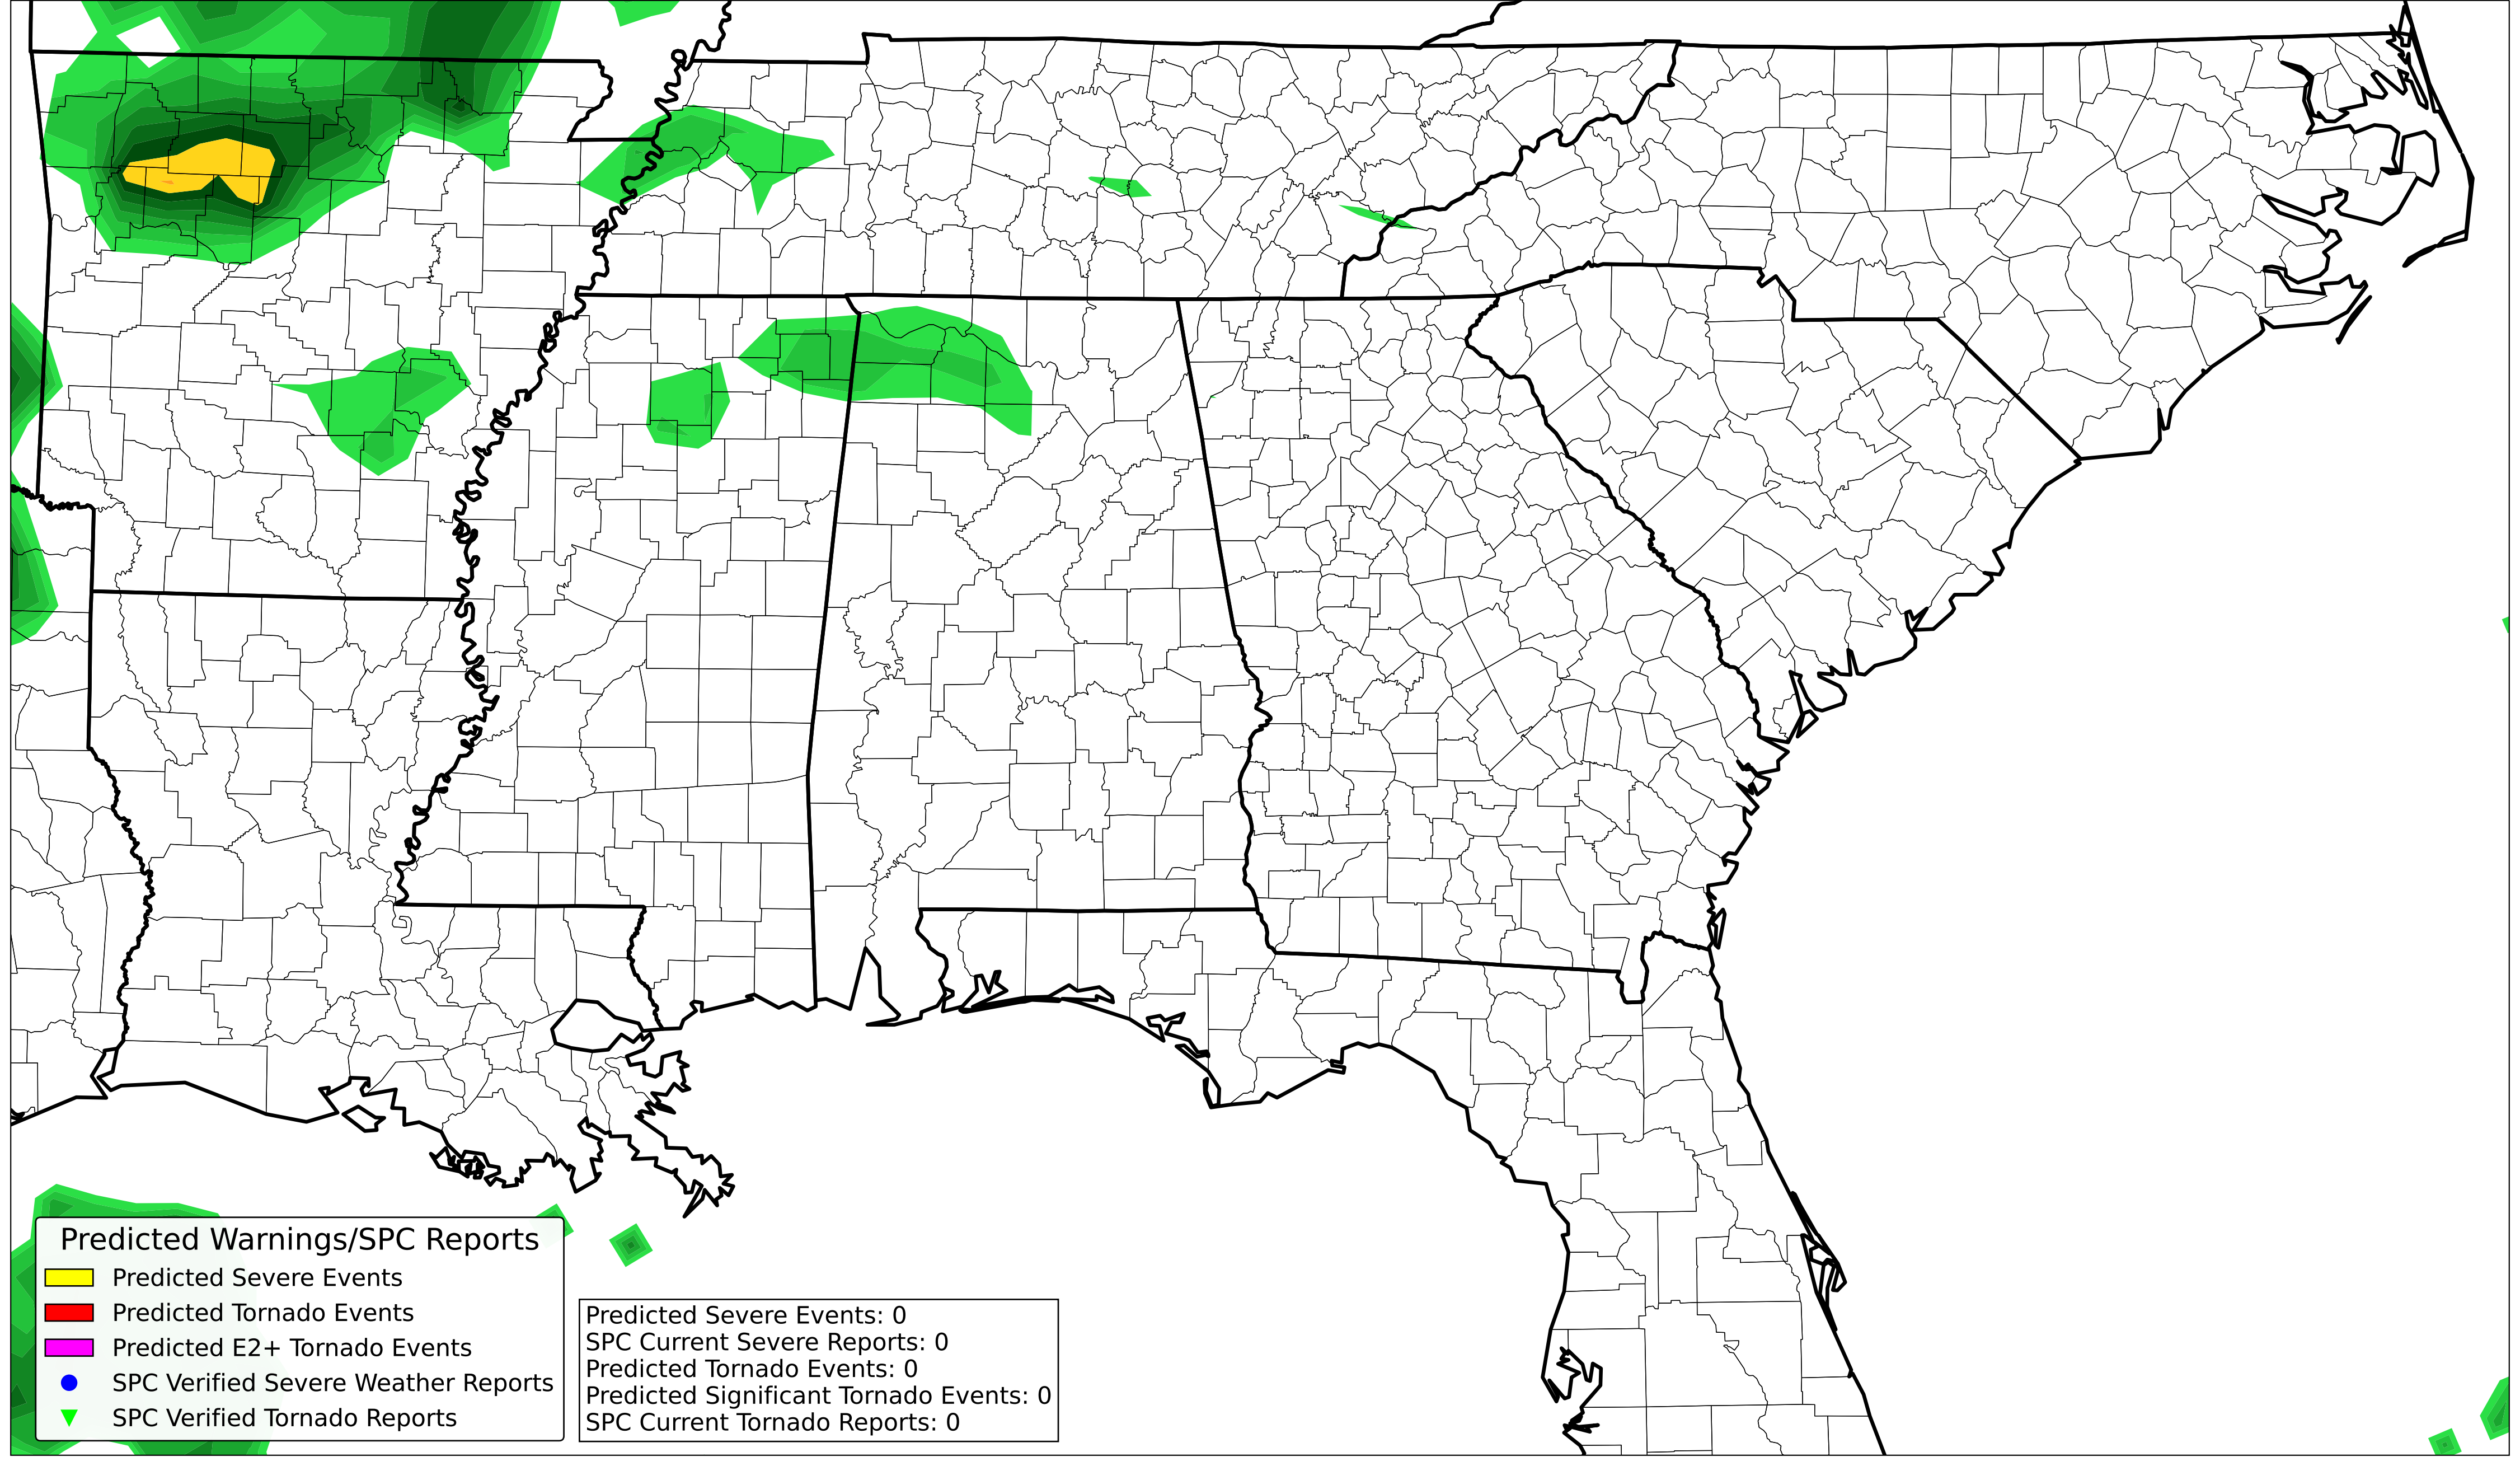 Predicted Warnings/SPC Reports
Predicted Severe Events
Predicted Tornado Events
Predicted E2+ Tornado Events
SPC Verified Severe Weather Reports
SPC Verified Tornado Reports
Predicted Severe Events: 0
SPC Current Severe Reports: 0
Predicted Tornado Events: 0
Predicted Significant Tornado Events: 0
SPC Current Tornado Reports: 0